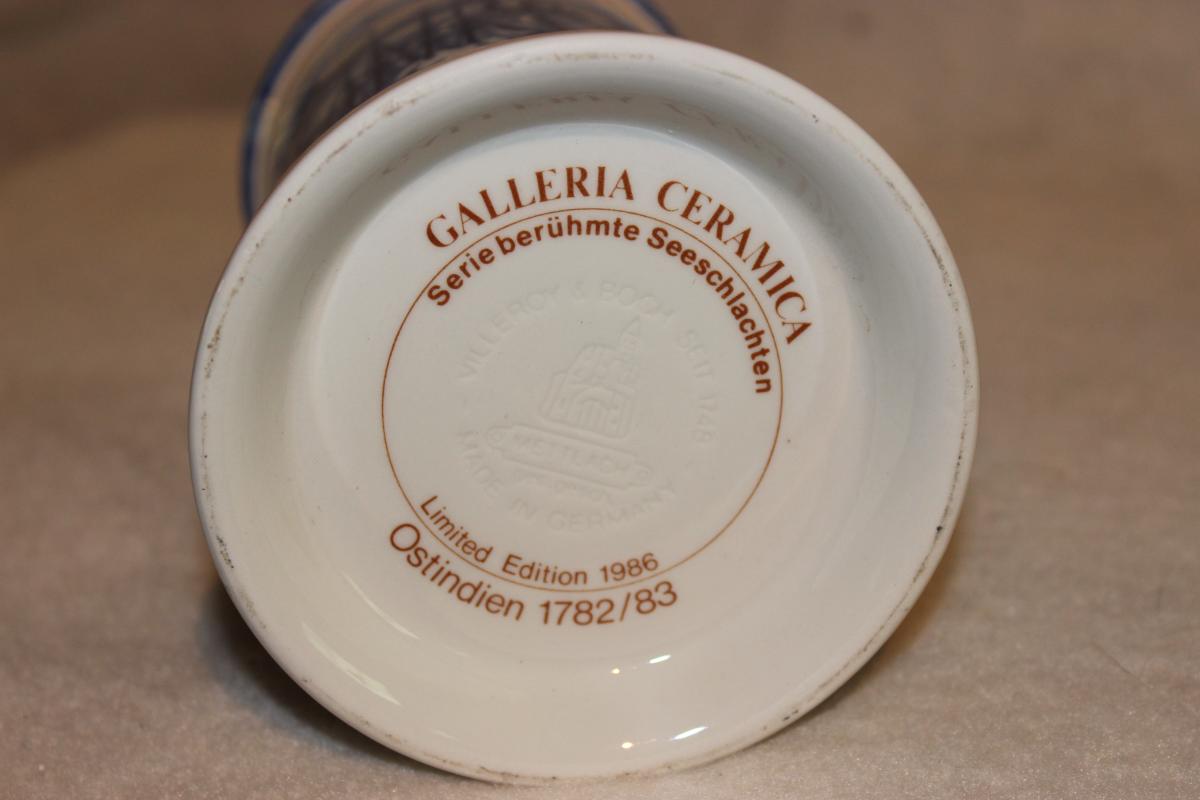 GALLERIA CERAMICA
Serie berühmte Seeschlachten
VILLEROY & BOCH SEIT 1748
METTLACH
MADE IN GERMANY
Limited Edition 1986
Ostindien 1782/83